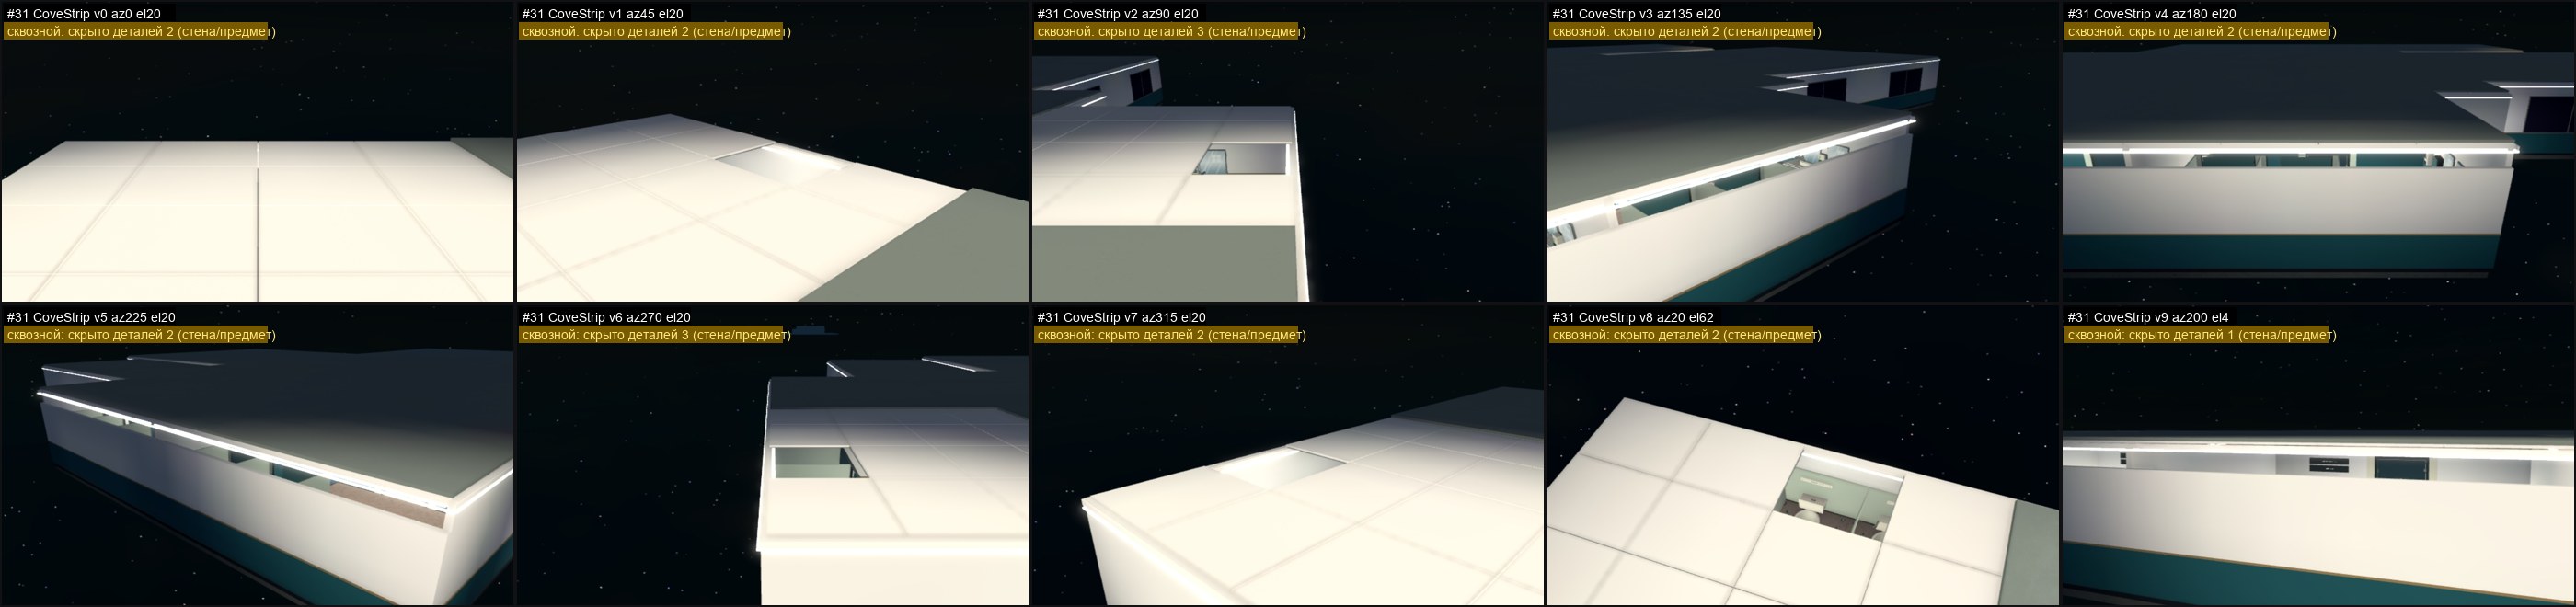 #31 CoveStrip v0 az0 el20
сквозной: скрыто деталей 2 (стена/предмет)
#31 CoveStrip v1 az45 el20
сквозной: скрыто деталей 2 (стена/предмет)
#31 CoveStrip v2 az90 el20
сквозной: скрыто деталей 3 (стена/предмет)
#31 CoveStrip v3 az135 el20
сквозной: скрыто деталей 2 (стена/предмет)
#31 CoveStrip v4 az180 el20
сквозной: скрыто деталей 2 (стена/предмет)
#31 CoveStrip v5 az225 el20
сквозной: скрыто деталей 2 (стена/предмет)
#31 CoveStrip v6 az270 el20
сквозной: скрыто деталей 3 (стена/предмет)
#31 CoveStrip v7 az315 el20
сквозной: скрыто деталей 2 (стена/предмет)
#31 CoveStrip v8 az20 el62
сквозной: скрыто деталей 2 (стена/предмет)
#31 CoveStrip v9 az200 el4
сквозной: скрыто деталей 1 (стена/предмет)